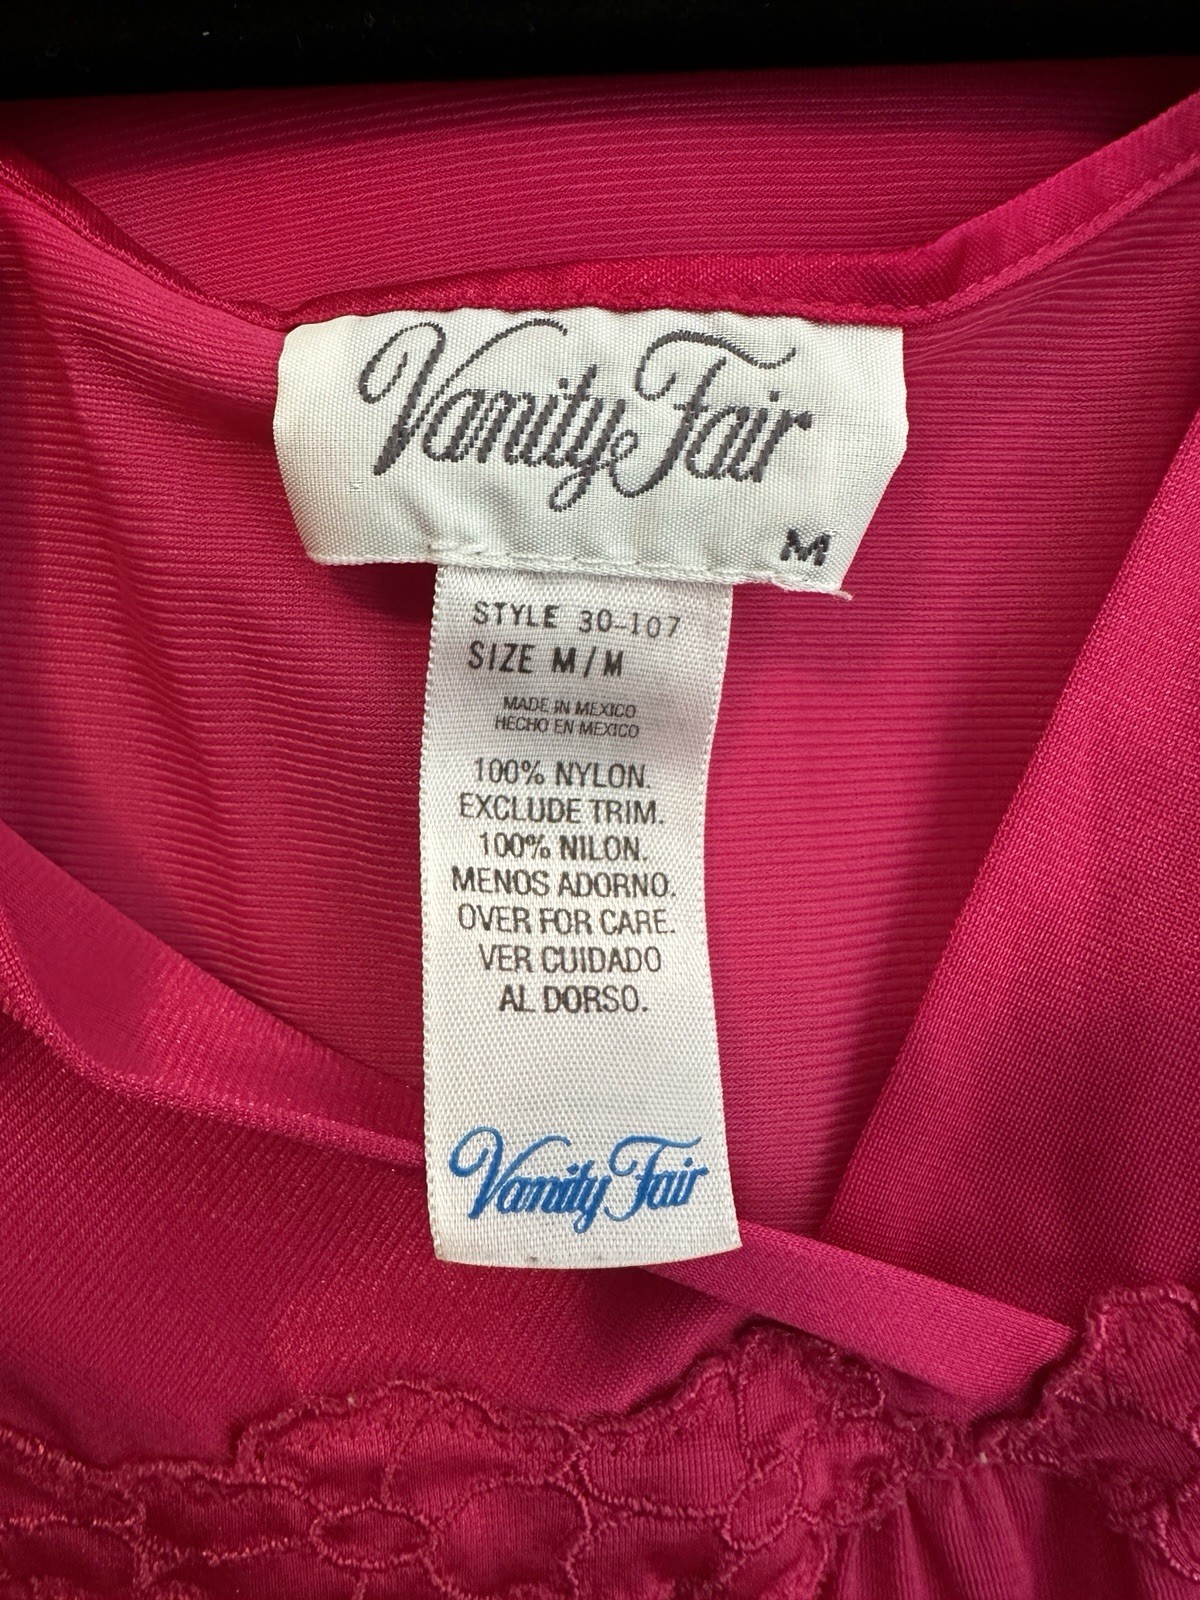 Vanity Fair
M
STYLE 30-107
SIZE M/M
MADE IN MEXICO
HECHO EN MEXICO
100% NYLON.
EXCLUDE TRIM.
100% NILON.
MENOS ADORNO.
OVER FOR CARE.
VER CUIDADO
AL DORSO.
Vanity Fair